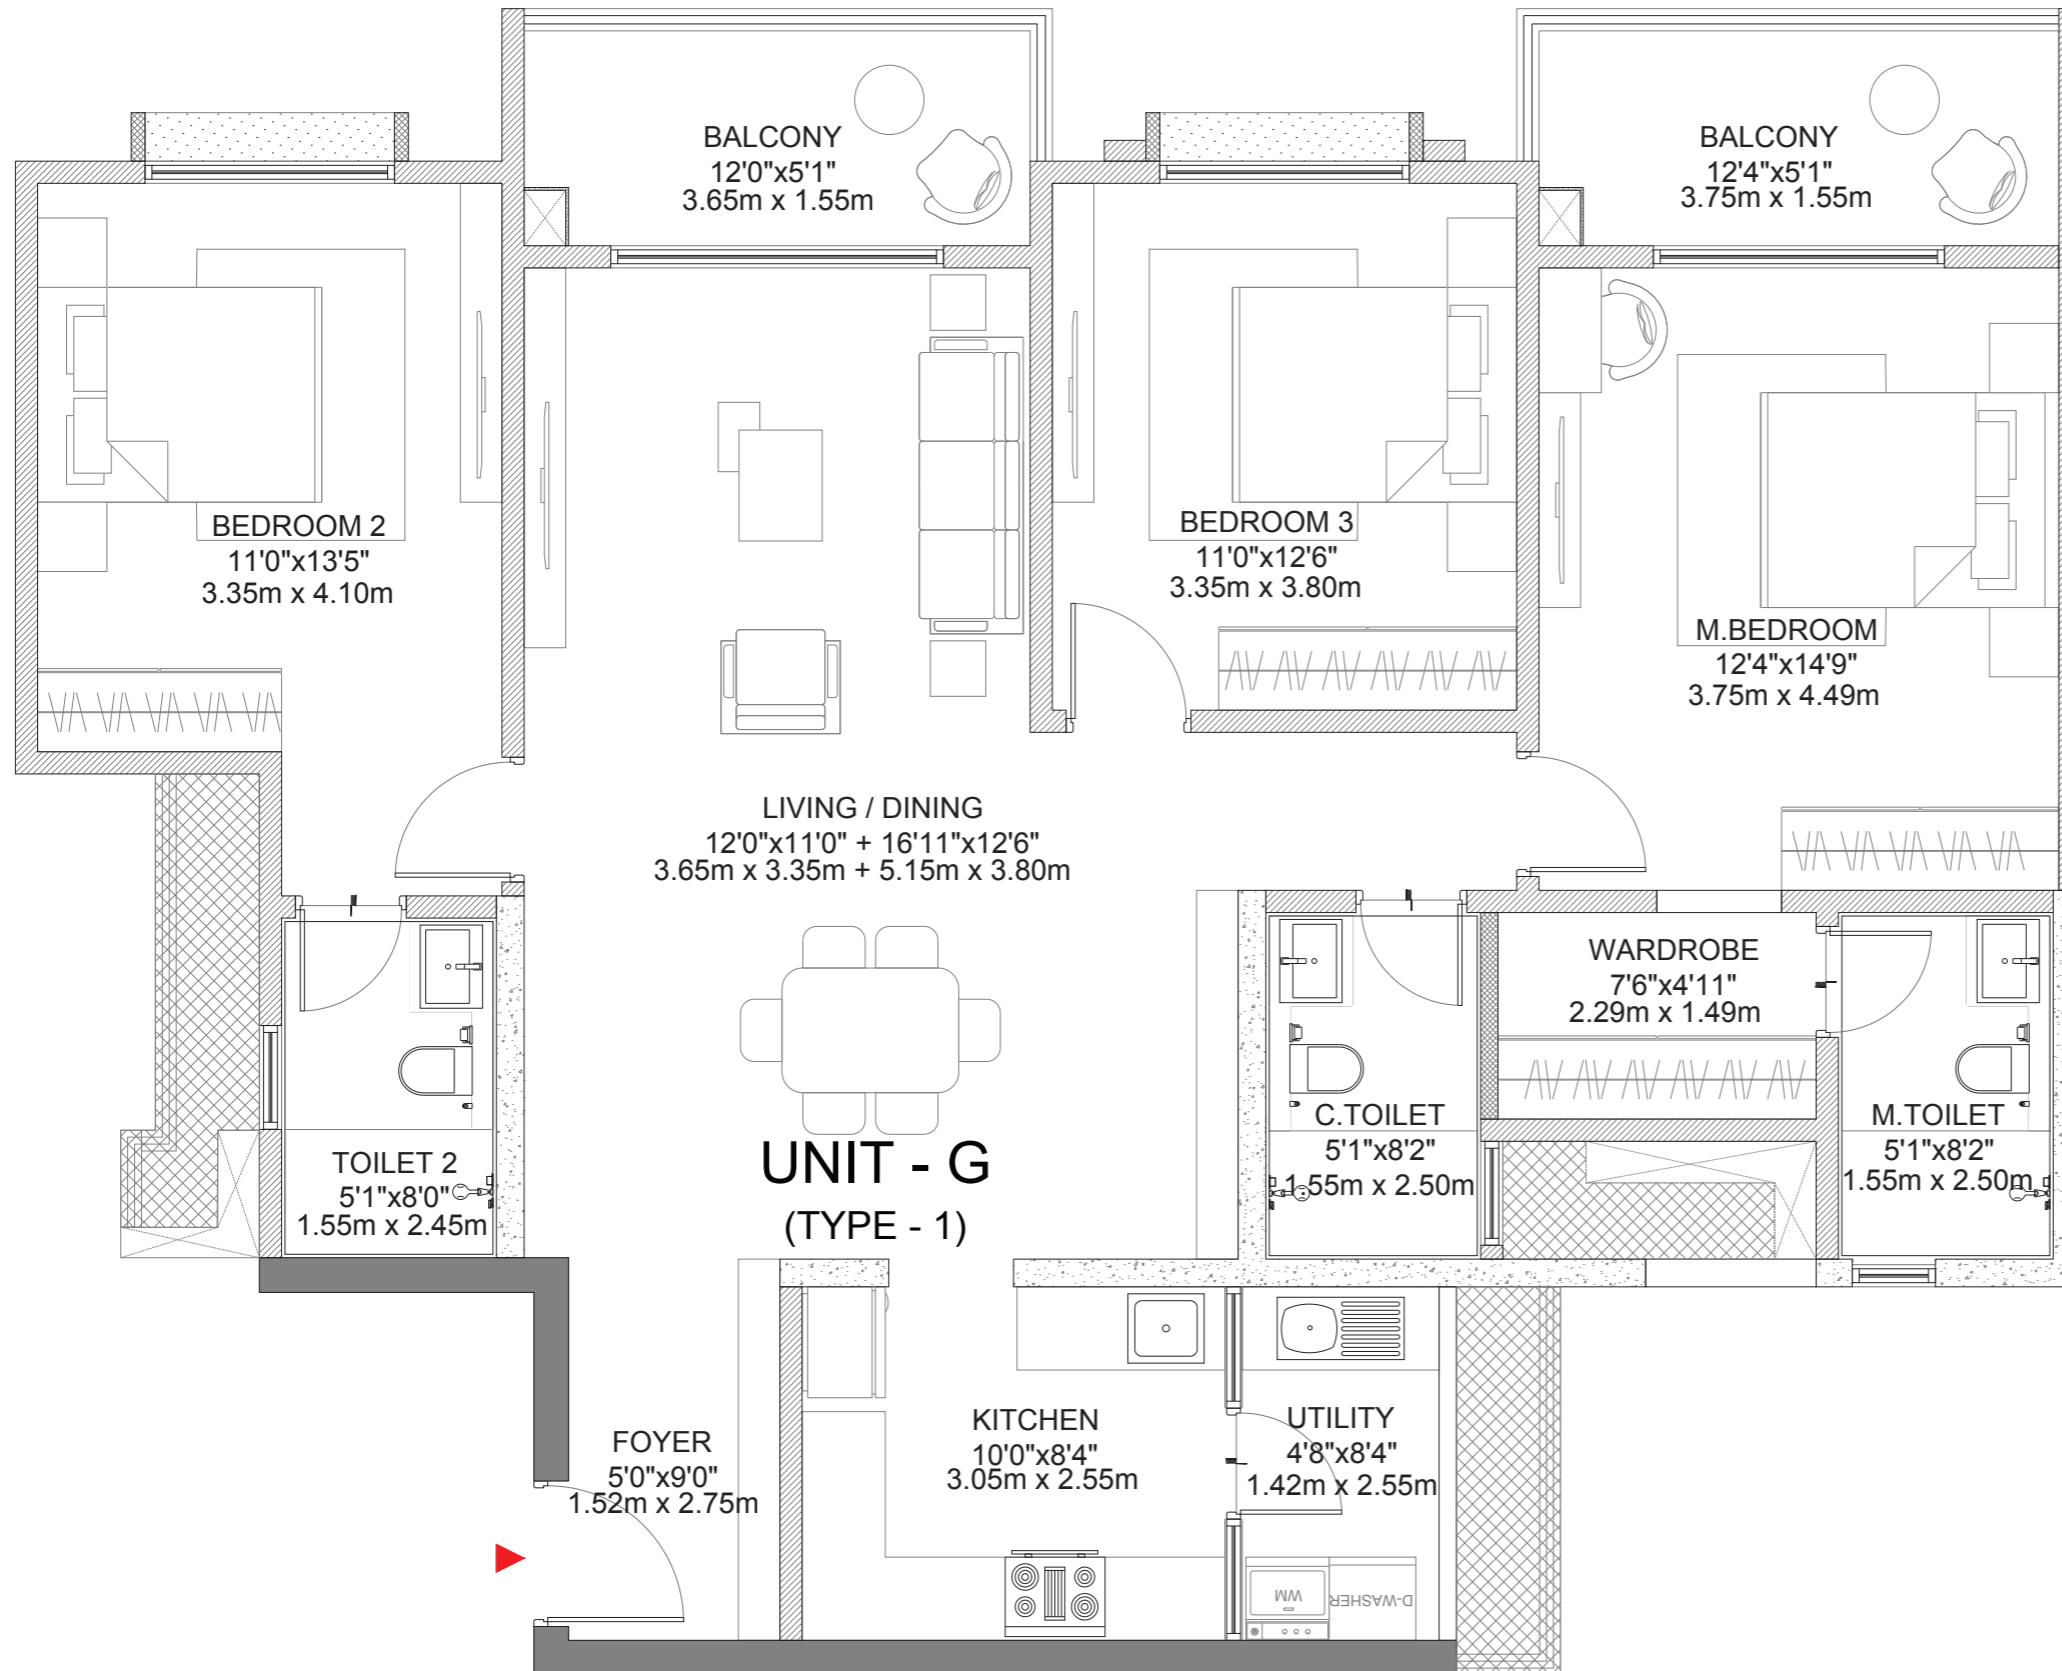 BALCONY
12'0"x5'1"
3.65m x 1.55m
BALCONY
12'4"x5'1"
3.75m x 1.55m
BEDROOM 2
11'0"x13'5"
3.35m x 4.10m
BEDROOM 3
11'0"x12'6"
3.35m x 3.80m
M.BEDROOM
12'4"x14'9"
3.75m x 4.49m
LIVING / DINING
12'0"x11'0" + 16'11"x12'6"
3.65m x 3.35m + 5.15m x 3.80m
WARDROBE
7'6"x4'11"
2.29m x 1.49m
TOILET 2
5'1"x8'0"
1.55m x 2.45m
UNIT - G
(TYPE - 1)
C.TOILET
5'1"x8'2"
1.55m x 2.50m
M.TOILET
5'1"x8'2"
1.55m x 2.50m
FOYER
5'0"x9'0"
1.52m x 2.75m
KITCHEN
10'0"x8'4"
3.05m x 2.55m
UTILITY
4'8"x8'4"
1.42m x 2.55m
WM
D-WASHER